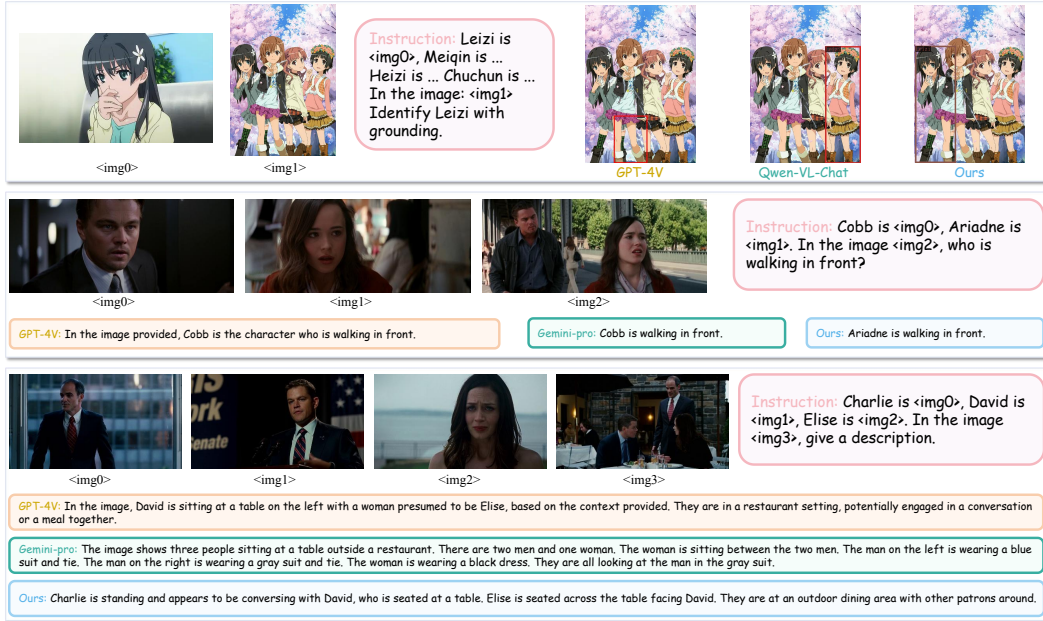 Instruction: Leizi is
<img0>, Meiqin is ...
Heizi is ... Chuchun is ...
In the image: <img1>
Identify Leizi with
grounding.
<img0>
<img1>
GPT-4V
Qwen-VL-Chat
Ours
Instruction: Cobb is <img0>, Ariadne is
<img1>. In the image <img2>, who is
walking in front?
<img0>
<img1>
<img2>
GPT-4V: In the image provided, Cobb is the character who is walking in front.
Gemini-pro: Cobb is walking in front.
Ours: Ariadne is walking in front.
IS
rk
Senate
Instruction: Charlie is <img0>, David is
<img1>, Elise is <img2>. In the image
<img3>, give a description.
<img0>
<img1>
<img2>
<img3>
GPT-4V: In the image, David is sitting at a table on the left with a woman presumed to be Elise, based on the context provided. They are in a restaurant setting, potentially engaged in a conversation
or a meal together.
Gemini-pro: The image shows three people sitting at a table outside a restaurant. There are two men and one woman. The woman is sitting between the two men. The man on the left is wearing a blue
suit and tie. The man on the right is wearing a gray suit and tie. The woman is wearing a black dress. They are all looking at the man in the gray suit.
Ours: Charlie is standing and appears to be conversing with David, who is seated at a table. Elise is seated across the table facing David. They are at an outdoor dining area with other patrons around.